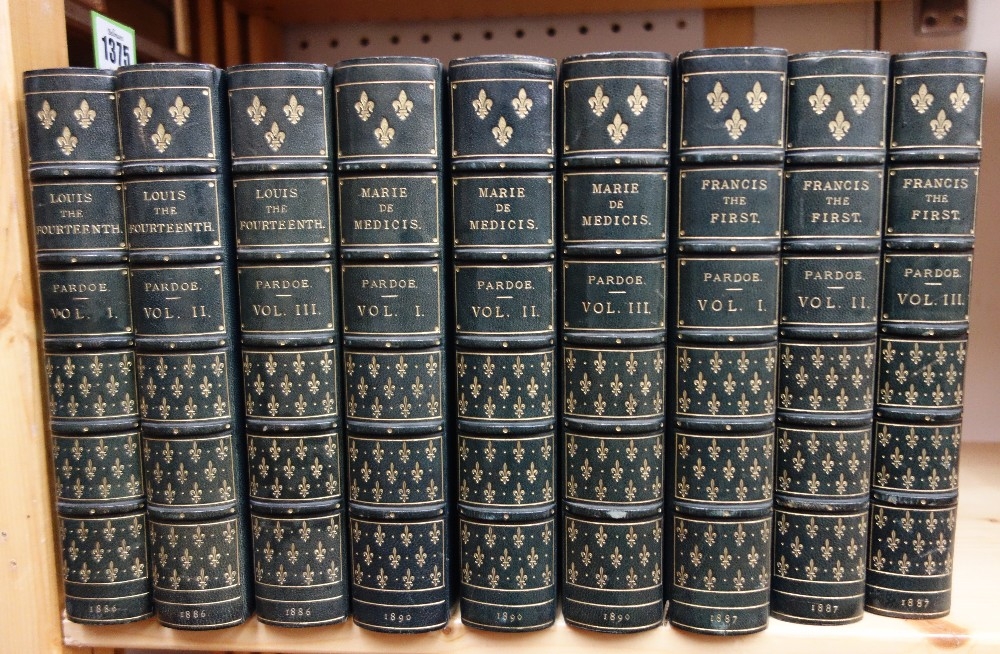 1375
LOUIS
THE
FOURTEENTH.
PARDOE.
VOL. I.
1886
LOUIS
THE
FOURTEENTH.
PARDOE.
VOL. II.
1886
LOUIS
THE
FOURTEENTH.
PARDOE.
VOL. III.
1886
MARIE
DE
MEDICIS.
PARDOE.
VOL. I.
1890
MARIE
DE
MEDICIS.
PARDOE.
VOL. II.
1890
MARIE
DE
MEDICIS.
PARDOE.
VOL. III.
1890
FRANCIS
THE
FIRST.
PARDOE.
VOL. I.
1887
FRANCIS
THE
FIRST.
PARDOE.
VOL. II.
1887
FRANCIS
THE
FIRST.
PARDOE.
VOL. III.
1887